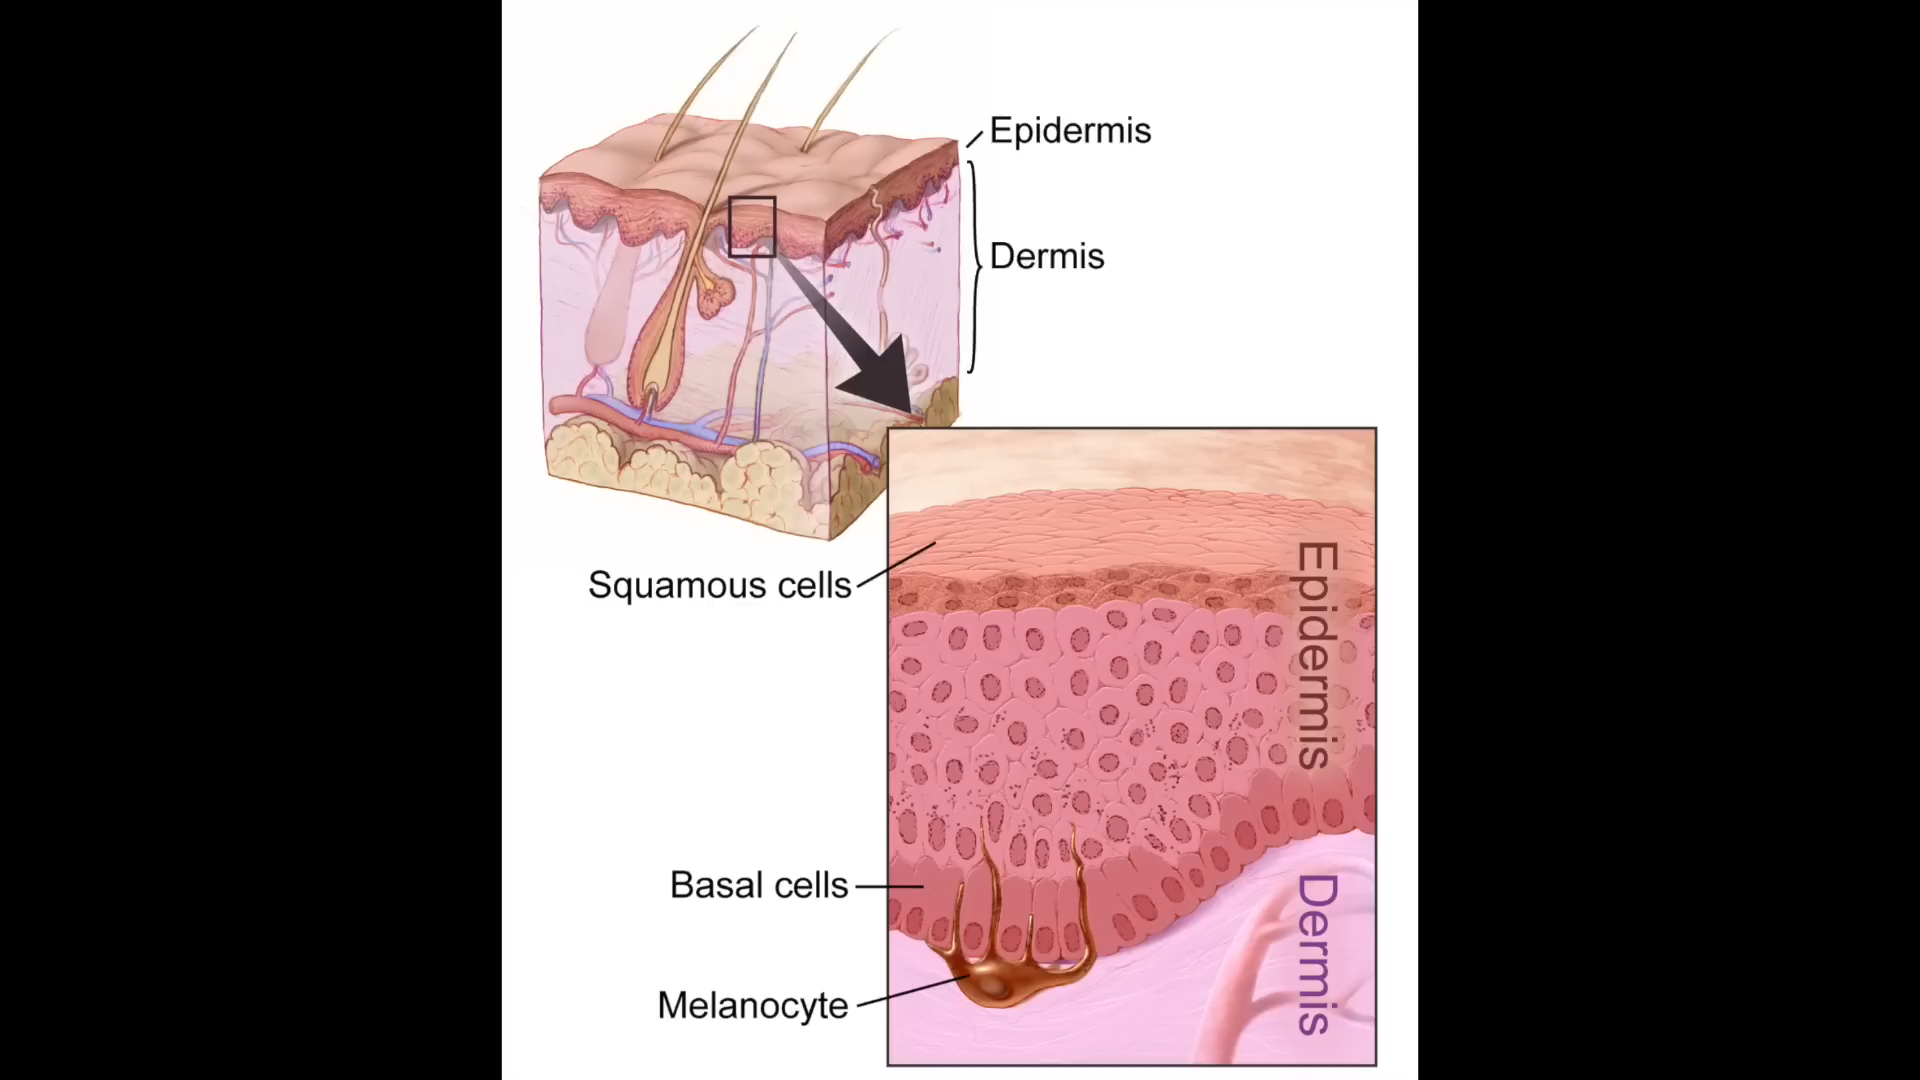 Epidermis
Dermis
Squamous cells
Epidermis
Basal cells
Dermis
Melanocyte